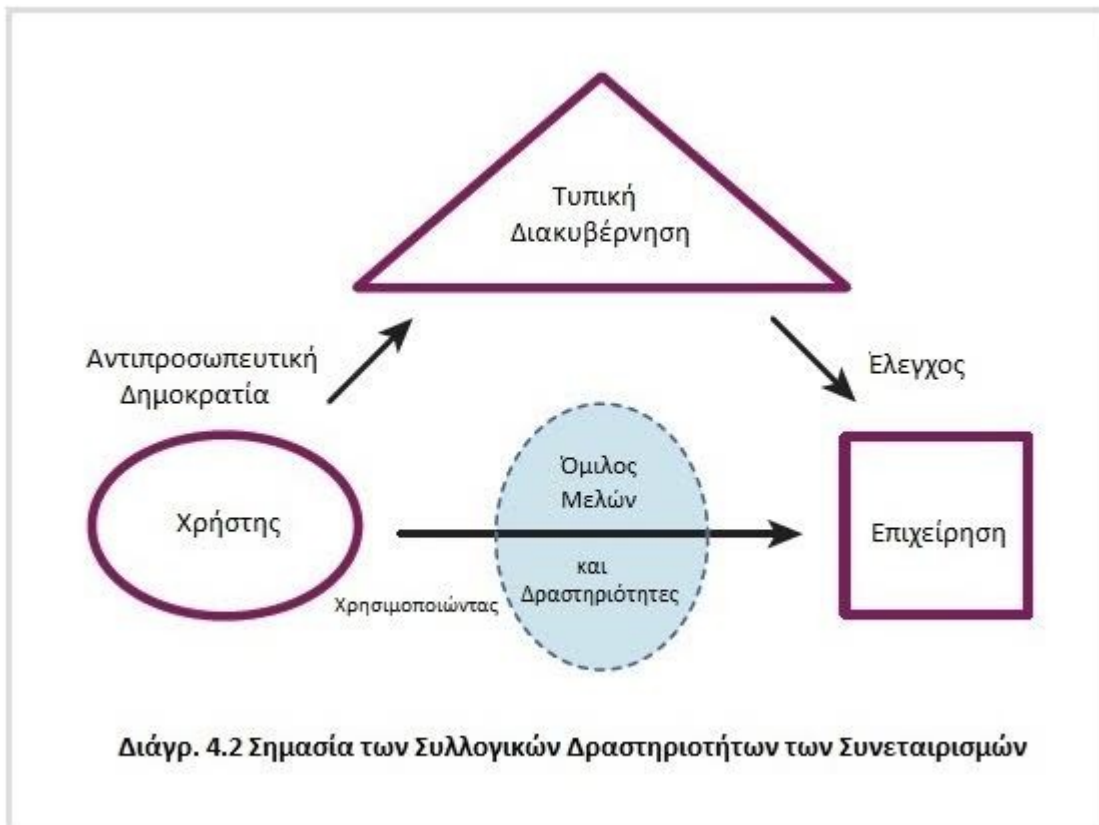 Τυπική
Διακυβέρνηση
Αντιπροσωπευτική
Δημοκρατία
Έλεγχος
Χρήστης
Όμιλος
Μελών
και
Δραστηριότητες
Χρησιμοποιώντας
Επιχείρηση
Διάγρ. 4.2 Σημασία των Συλλογικών Δραστηριοτήτων των Συνεταιρισμών